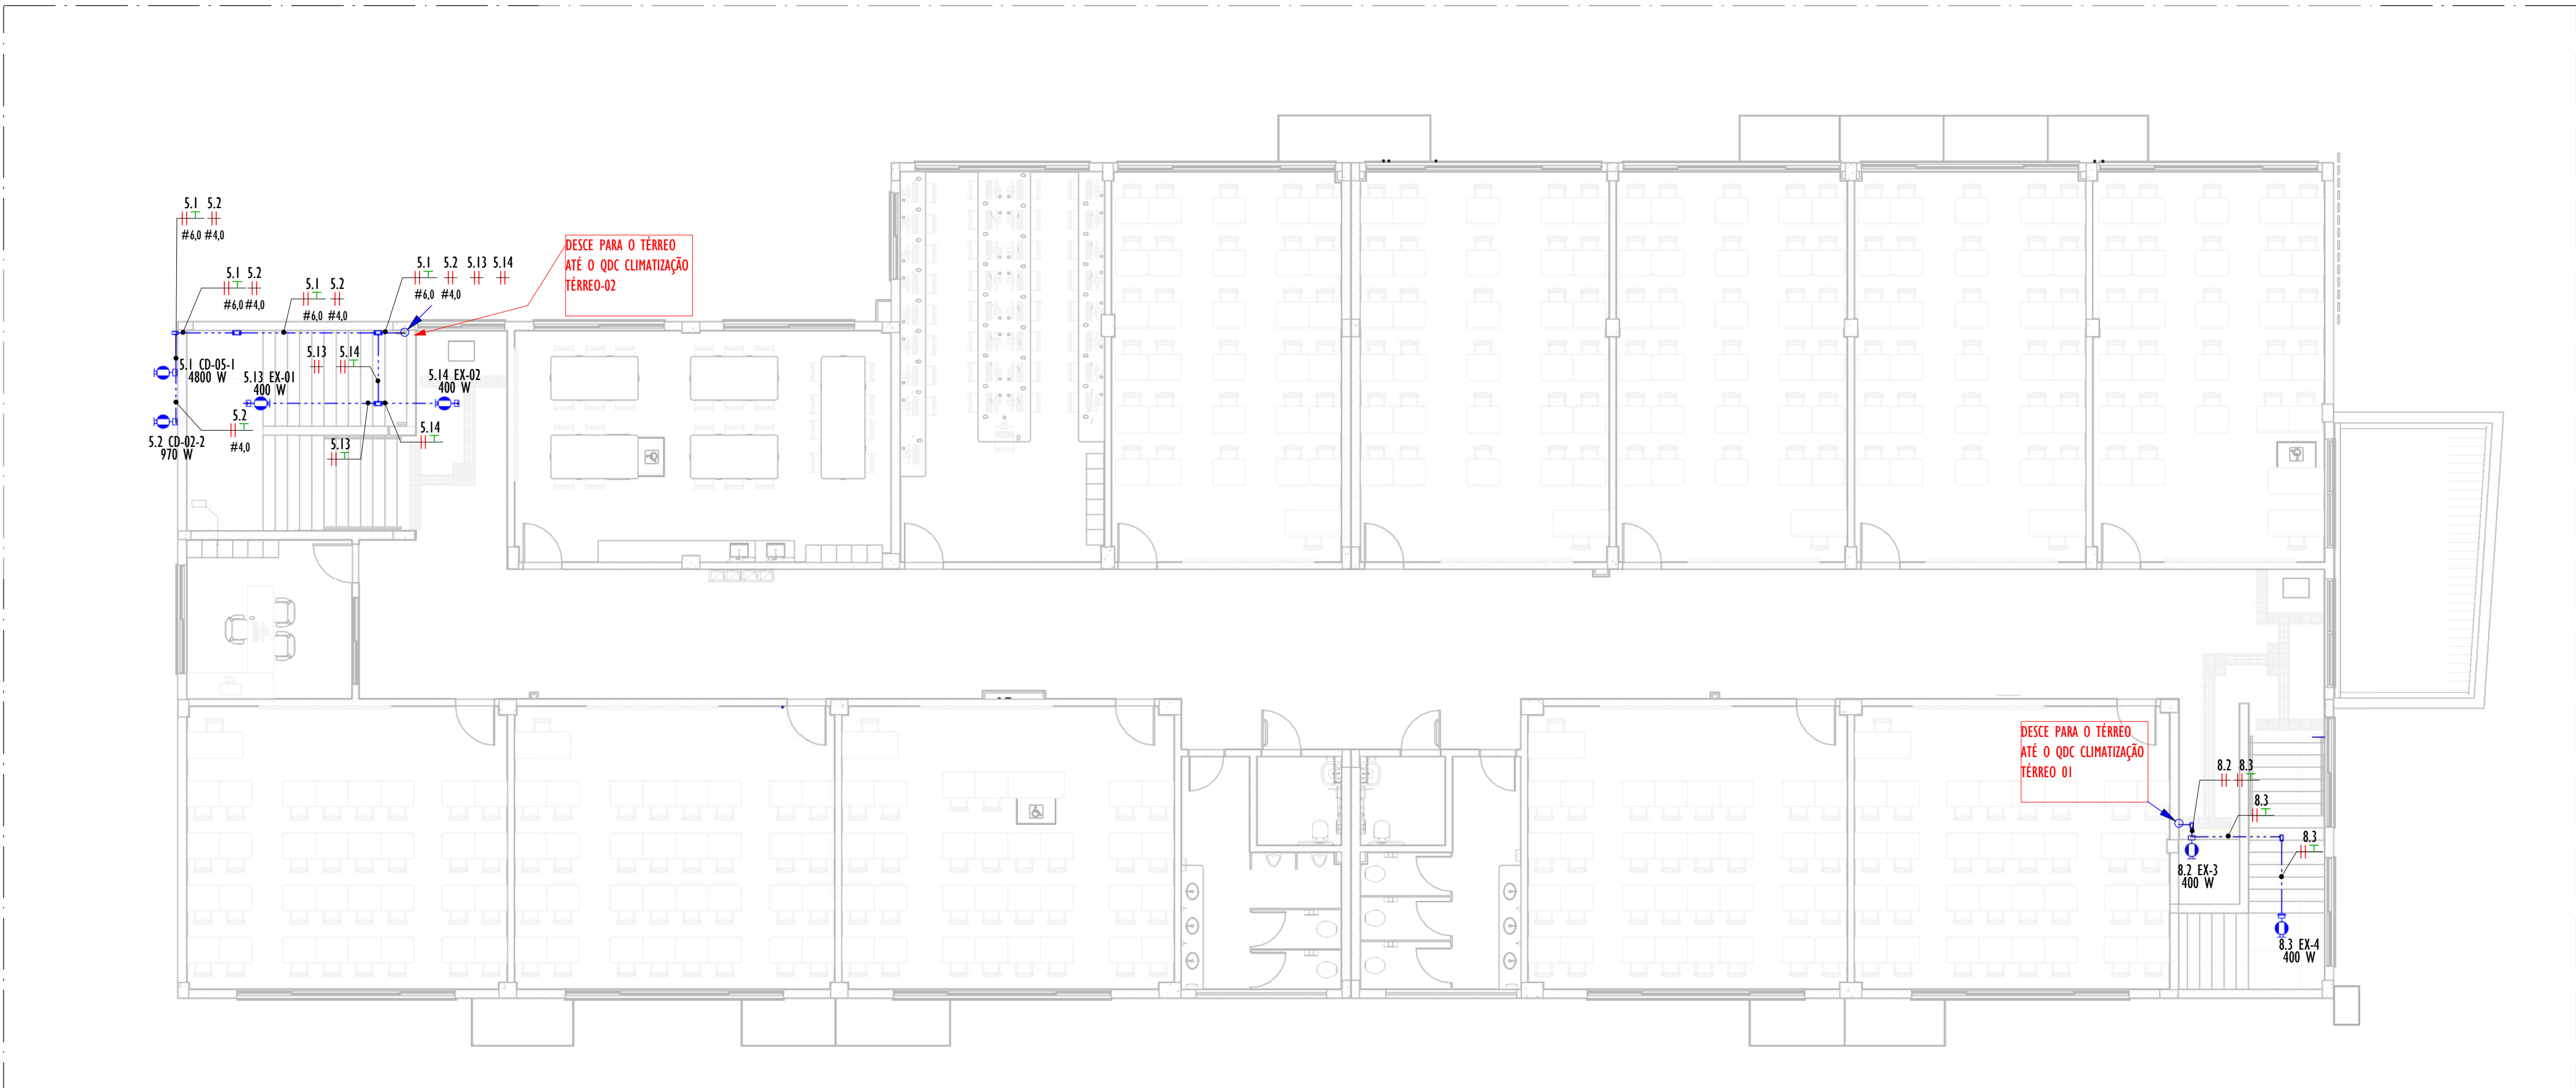 5.1 5.2
#6,0 #4,0
5.1 5.2
#6,0 #4,0
5.1 5.2
#6,0 #4,0
5.1 5.2 5.13 5.14
#6,0 #4,0
DESCE PARA O TÉRREO
ATÉ O QDC CLIMATIZAÇÃO
TÉRREO-02
5.13 5.14
5.1 CD-05-1
4800 W
5.13 EX-01
400 W
5.14 EX-02
400 W
5.2
#4,0
5.2 CD-02-2
970 W
5.13
5.14
DESCE PARA O TÉRREO
ATÉ O QDC CLIMATIZAÇÃO
TÉRREO 01
8.2 8.3
8.3
8.3
8.2 EX-3
400 W
8.3 EX-4
400 W